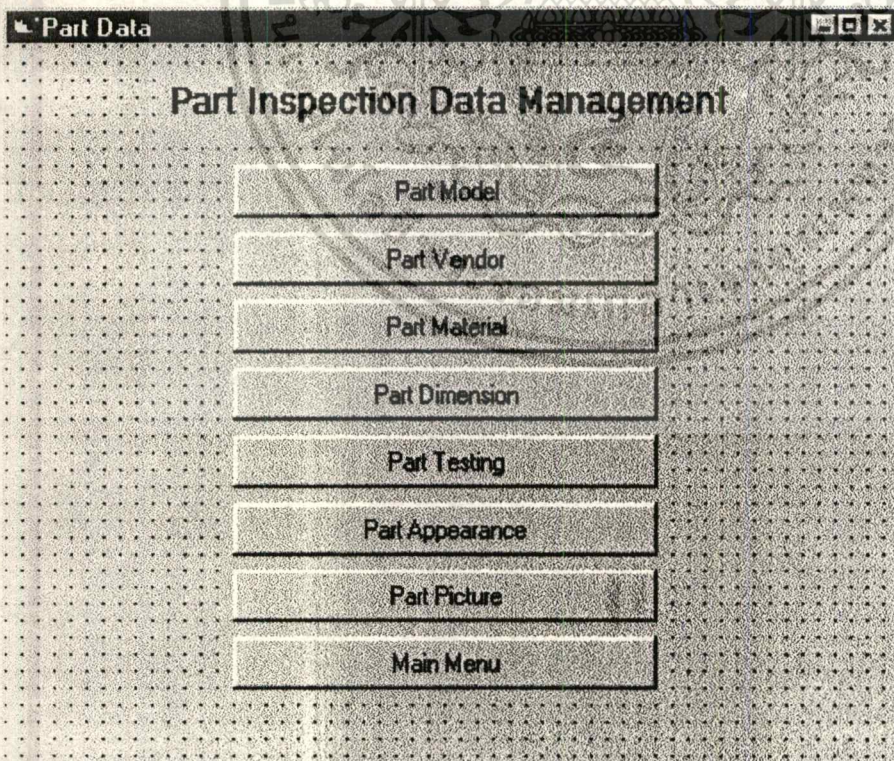 Part Data
Part Inspection Data Management
Part Model
Part Vendor
Part Material
Part Dimension
Part Testing
Part Appearance
Part Picture
Main Menu